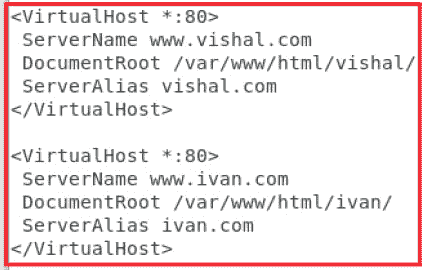 <VirtualHost *:80>
ServerName www.vishal.com
DocumentRoot /var/www/html/vishal/
ServerAlias vishal.com
</VirtualHost>
<VirtualHost *:80>
ServerName www.ivan.com
DocumentRoot /var/www/html/ivan/
ServerAlias ivan.com
</VirtualHost>